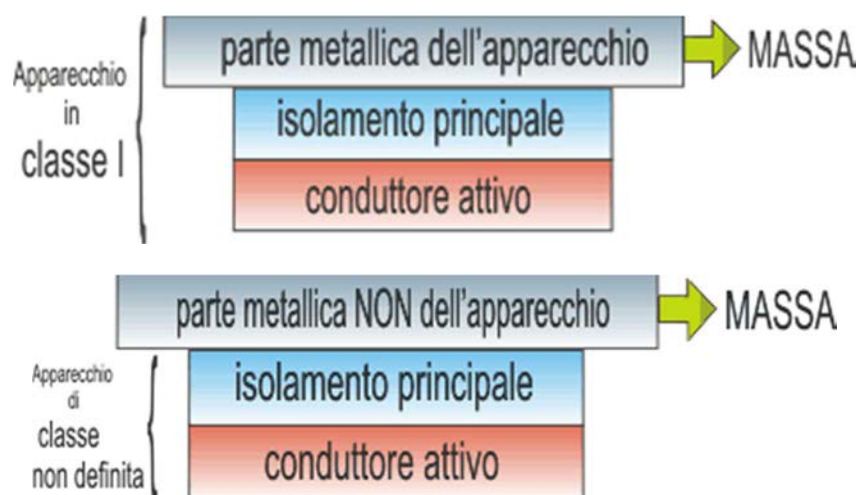 parte metallica dell'apparecchio
MASSA
Apparecchio
in
classe I
isolamento principale
conduttore attivo
parte metallica NON dell'apparecchio
MASSA
Apparecchio
di
classe
non definita
isolamento principale
conduttore attivo